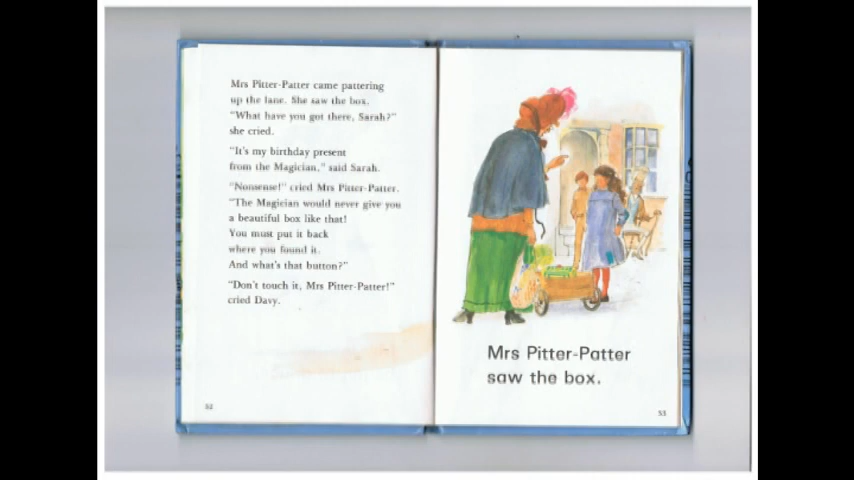 Mrs Pitter-Patter came pattering
up the lane. She saw the box.
"What have you got there, Sarah?"
she cried.
"It's my birthday present
from the Magician," said Sarah.
"Nonsense!" cried Mrs Pitter-Patter.
"The Magician would never give you
a beautiful box like that!
You must put it back
where you found it.
And what's that button?"
"Don't touch it, Mrs Pitter-Patter!"
cried Davy.
52
Mrs Pitter-Patter
saw the box.
53